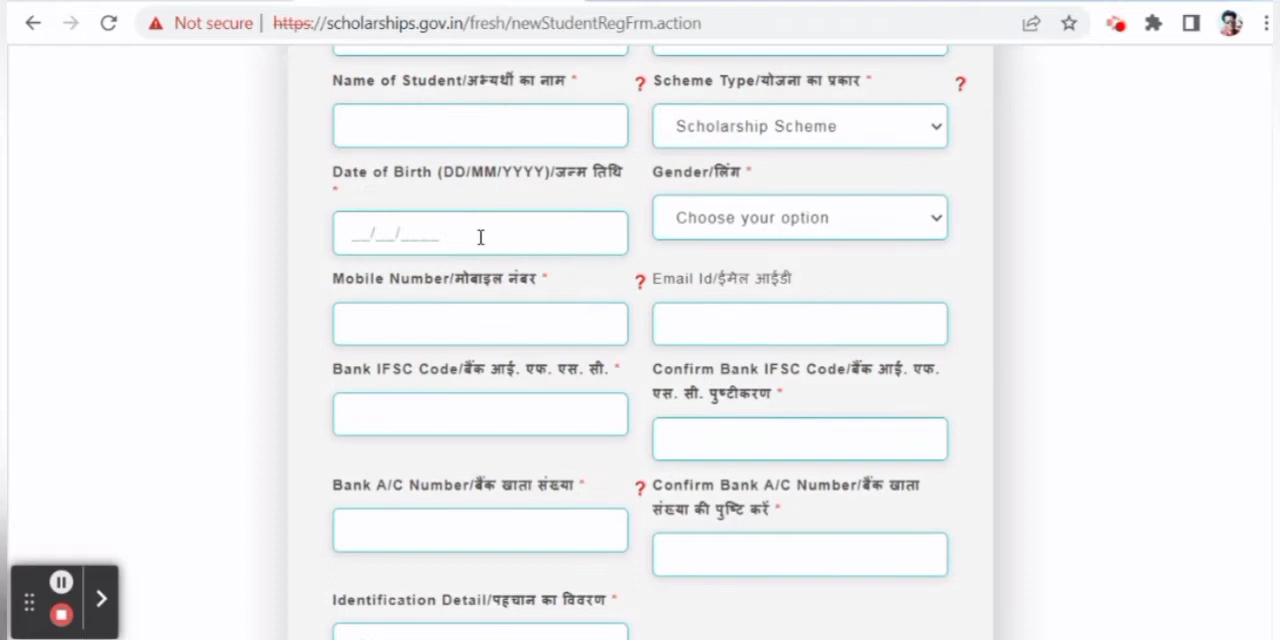 Not secure | https://scholarships.gov.in/fresh/newStudentRegFrm.action
Name of Student/अभ्यर्थी का नाम *
? Scheme Type/योजना का प्रकार * ?
Scholarship Scheme
Date of Birth (DD/MM/YYYY)/जन्म तिथि *
Gender/लिंग *
__/__/____
Choose your option
Mobile Number/मोबाइल नंबर *
? Email Id/ईमेल आईडी
Bank IFSC Code/बैंक आई. एफ. एस. सी. *
Confirm Bank IFSC Code/बैंक आई. एफ.
एस. सी. पुष्टीकरण *
Bank A/C Number/बैंक खाता संख्या *
? Confirm Bank A/C Number/बैंक खाता
संख्या की पुष्टि करें *
Identification Detail/पहचान का विवरण *